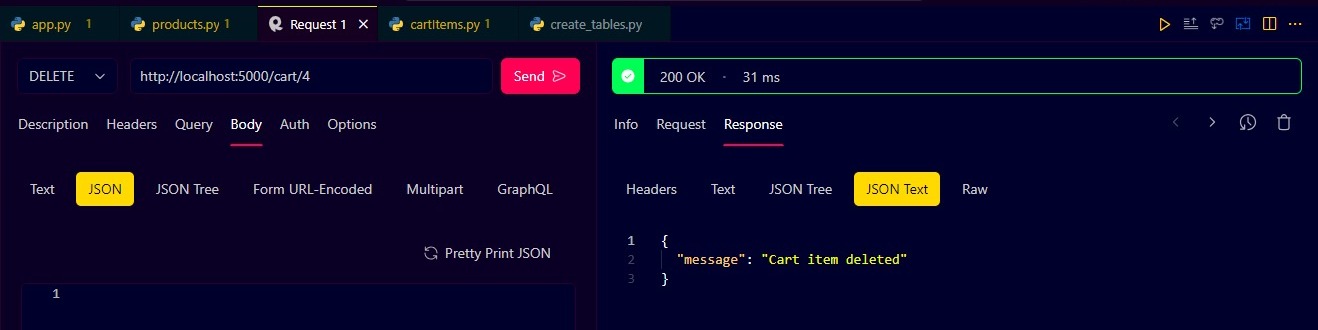 app.py 1 products.py 1 Request 1 cartItems.py 1 create_tables.py
DELETE http://localhost:5000/cart/4 Send
200 OK · 31 ms
Description Headers Query Body Auth Options
Info Request Response
Text JSON JSON Tree Form URL-Encoded Multipart GraphQL
Headers Text JSON Tree JSON Text Raw
Pretty Print JSON
1
1 {
2 "message": "Cart item deleted"
3 }